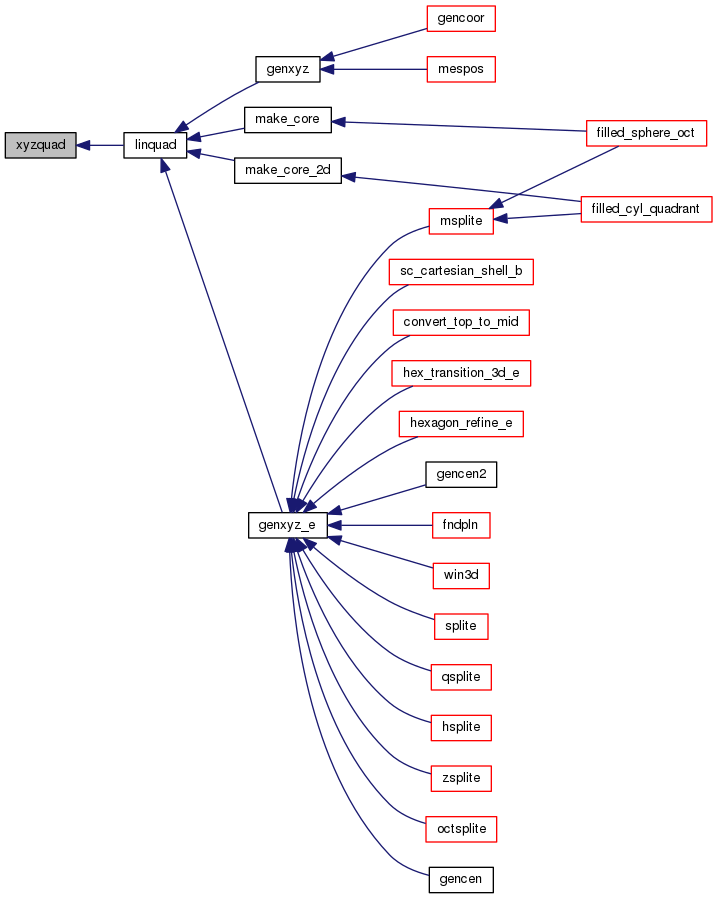 gencoor
genxyz
mespos
make_core
filled_sphere_oct
xyzquad
linquad
make_core_2d
filled_cyl_quadrant
msplite
sc_cartesian_shell_b
convert_top_to_mid
hex_transition_3d_e
hexagon_refine_e
gencen2
genxyz_e
fndpln
win3d
splite
qsplite
hsplite
zsplite
octsplite
gencen